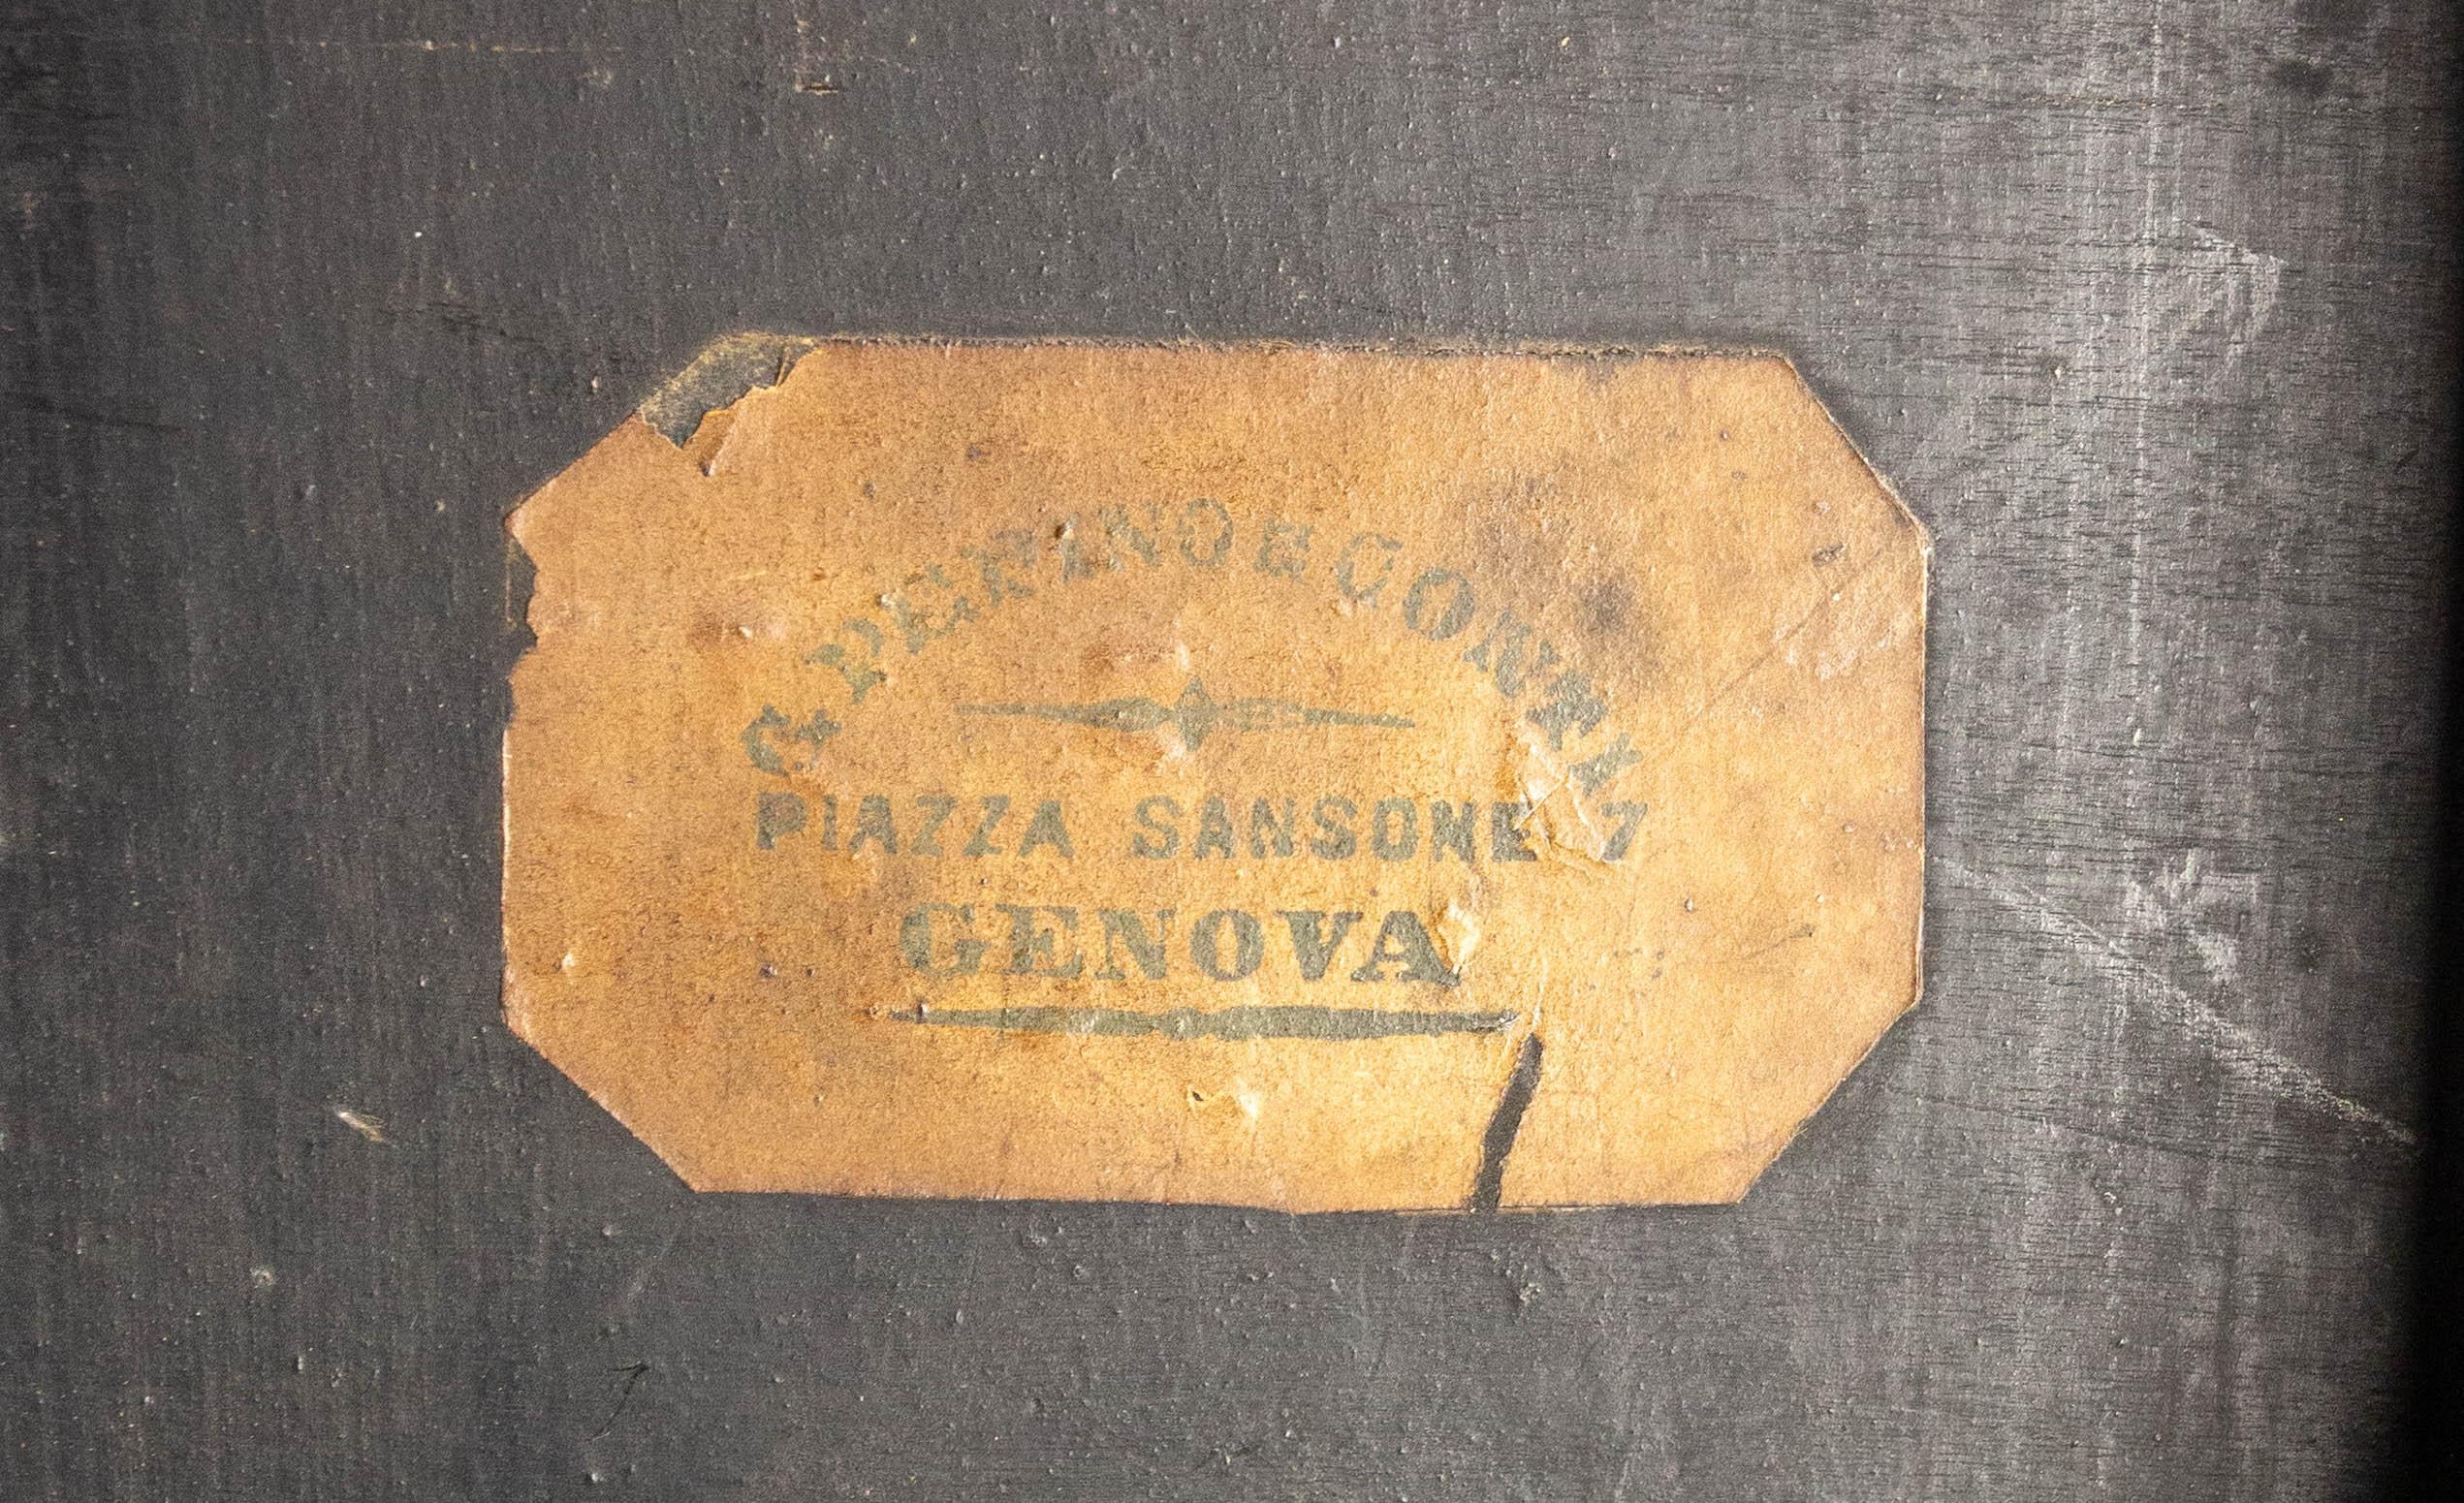 PERINO E CONTI
PIAZZA SANSONE 7
GENOVA